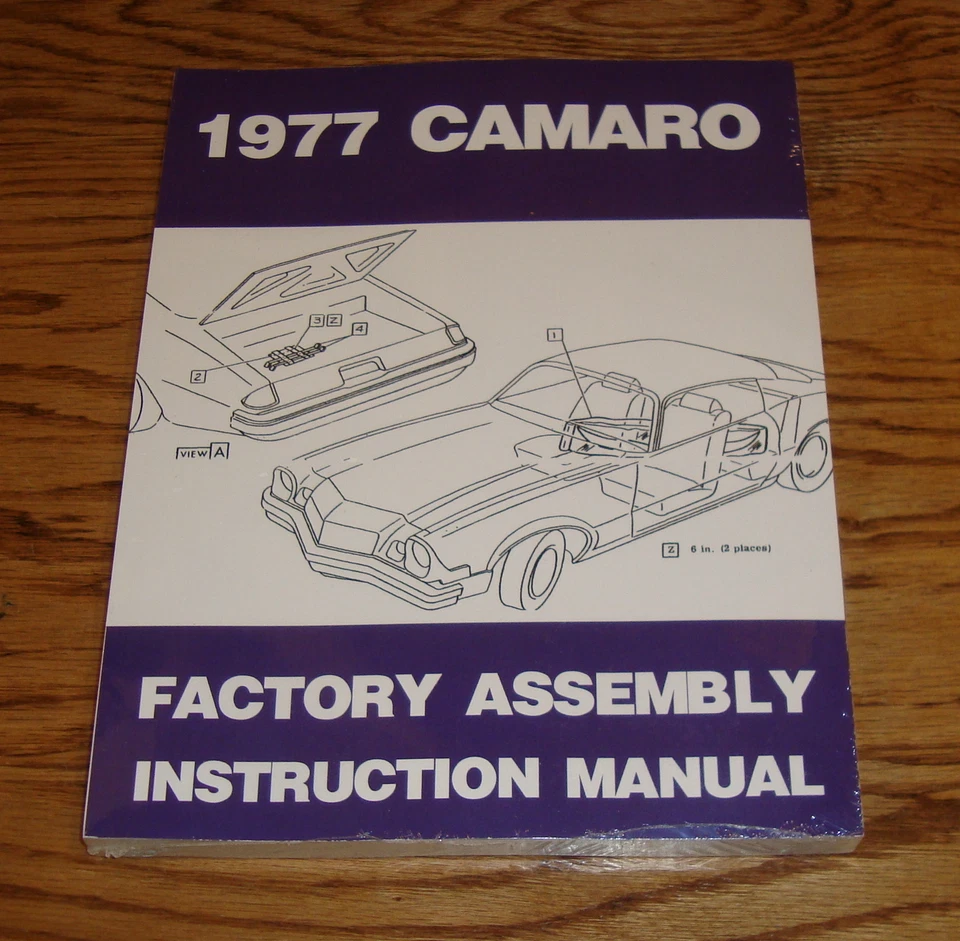 1977 CAMARO
3 Z
4
2
1
VIEW A
Z 6 in. (2 places)
FACTORY ASSEMBLY
INSTRUCTION MANUAL